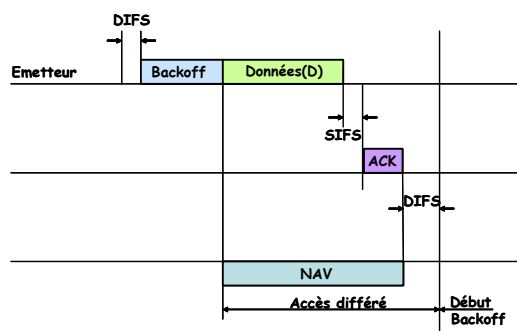 DIFS
Emetteur
Backoff
Données(D)
SIFS
ACK
DIFS
NAV
Accès différé
Début
Backoff